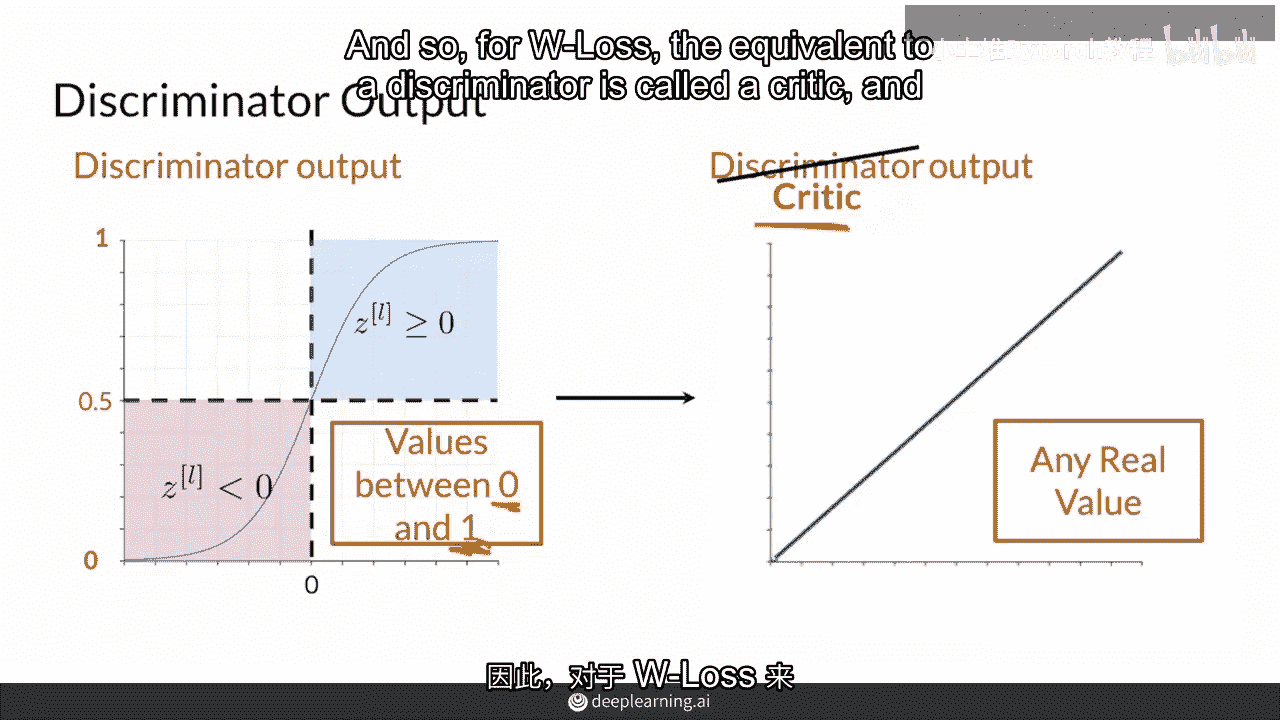 And so, for W-Loss, the equivalent to
a discriminator is called a critic, and
Discriminator Output
Discriminator output
1
0.5
0
0
z^[l] ≥ 0
z^[l] < 0
Values
between 0
and 1
Discriminator output
Critic
Any Real
Value
因此，对于 W-Loss 来
deeplearning.ai